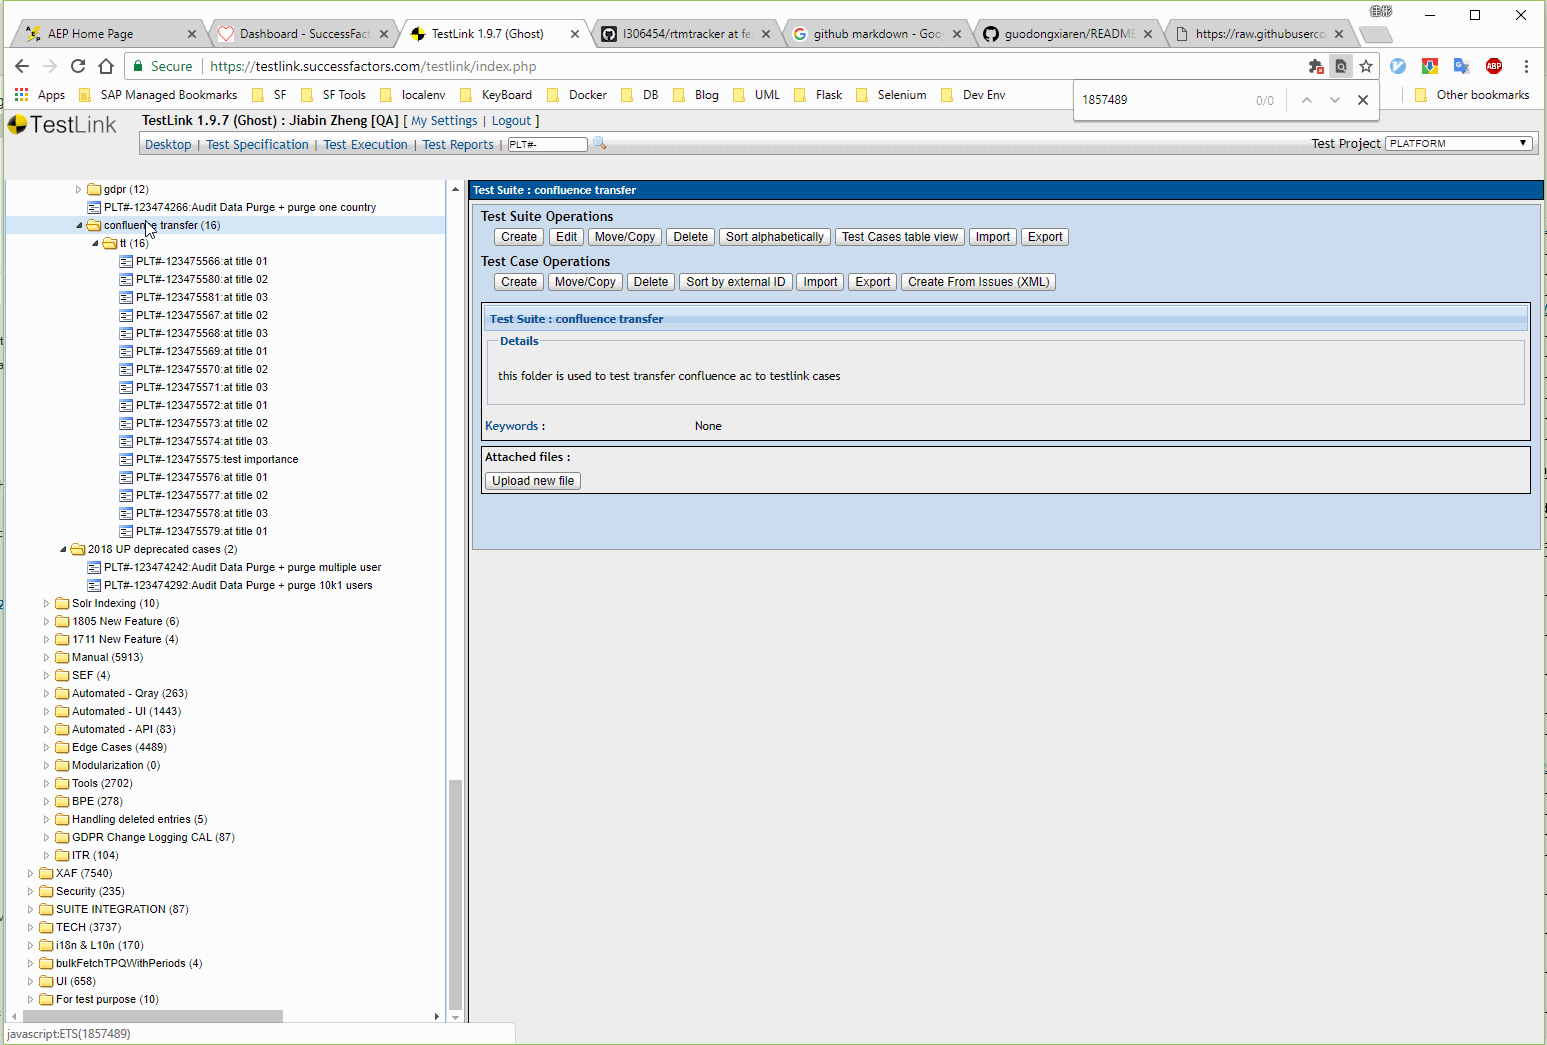 佳彬
AEP Home Page
Dashboard - SuccessFact
TestLink 1.9.7 (Ghost)
I306454/rtmtracker at fe
github markdown - Goo
guodongxiaren/README
https://raw.githubuserco
Secure
https://testlink.successfactors.com/testlink/index.php
ABP
Apps
SAP Managed Bookmarks
SF
SF Tools
localenv
KeyBoard
Docker
DB
Blog
UML
Flask
Selenium
Dev Env
Other bookmarks
1857489 0/0
TestLink
TestLink 1.9.7 (Ghost) : Jiabin Zheng [QA] [ My Settings | Logout ]
Desktop | Test Specification | Test Execution | Test Reports | PLT#-
Test Project PLATFORM
gdpr (12)
PLT#-123474266:Audit Data Purge + purge one country
confluence transfer (16)
tt (16)
PLT#-123475566:at title 01
PLT#-123475580:at title 02
PLT#-123475581:at title 03
PLT#-123475567:at title 02
PLT#-123475568:at title 03
PLT#-123475569:at title 01
PLT#-123475570:at title 02
PLT#-123475571:at title 03
PLT#-123475572:at title 01
PLT#-123475573:at title 02
PLT#-123475574:at title 03
PLT#-123475575:test importance
PLT#-123475576:at title 01
PLT#-123475577:at title 02
PLT#-123475578:at title 03
PLT#-123475579:at title 01
2018 UP deprecated cases (2)
PLT#-123474242:Audit Data Purge + purge multiple user
PLT#-123474292:Audit Data Purge + purge 10k1 users
Solr Indexing (10)
1805 New Feature (6)
1711 New Feature (4)
Manual (5913)
SEF (4)
Automated - Qray (263)
Automated - UI (1443)
Automated - API (83)
Edge Cases (4489)
Modularization (0)
Tools (2702)
BPE (278)
Handling deleted entries (5)
GDPR Change Logging CAL (87)
ITR (104)
XAF (7540)
Security (235)
SUITE INTEGRATION (87)
TECH (3737)
i18n & L10n (170)
bulkFetchTPQWithPeriods (4)
UI (658)
For test purpose (10)
javascript:ETS(1857489)
Test Suite : confluence transfer
Test Suite Operations
Create Edit Move/Copy Delete Sort alphabetically Test Cases table view Import Export
Test Case Operations
Create Move/Copy Delete Sort by external ID Import Export Create From Issues (XML)
Test Suite : confluence transfer
Details
this folder is used to test transfer confluence ac to testlink cases
Keywords : None
Attached files :
Upload new file